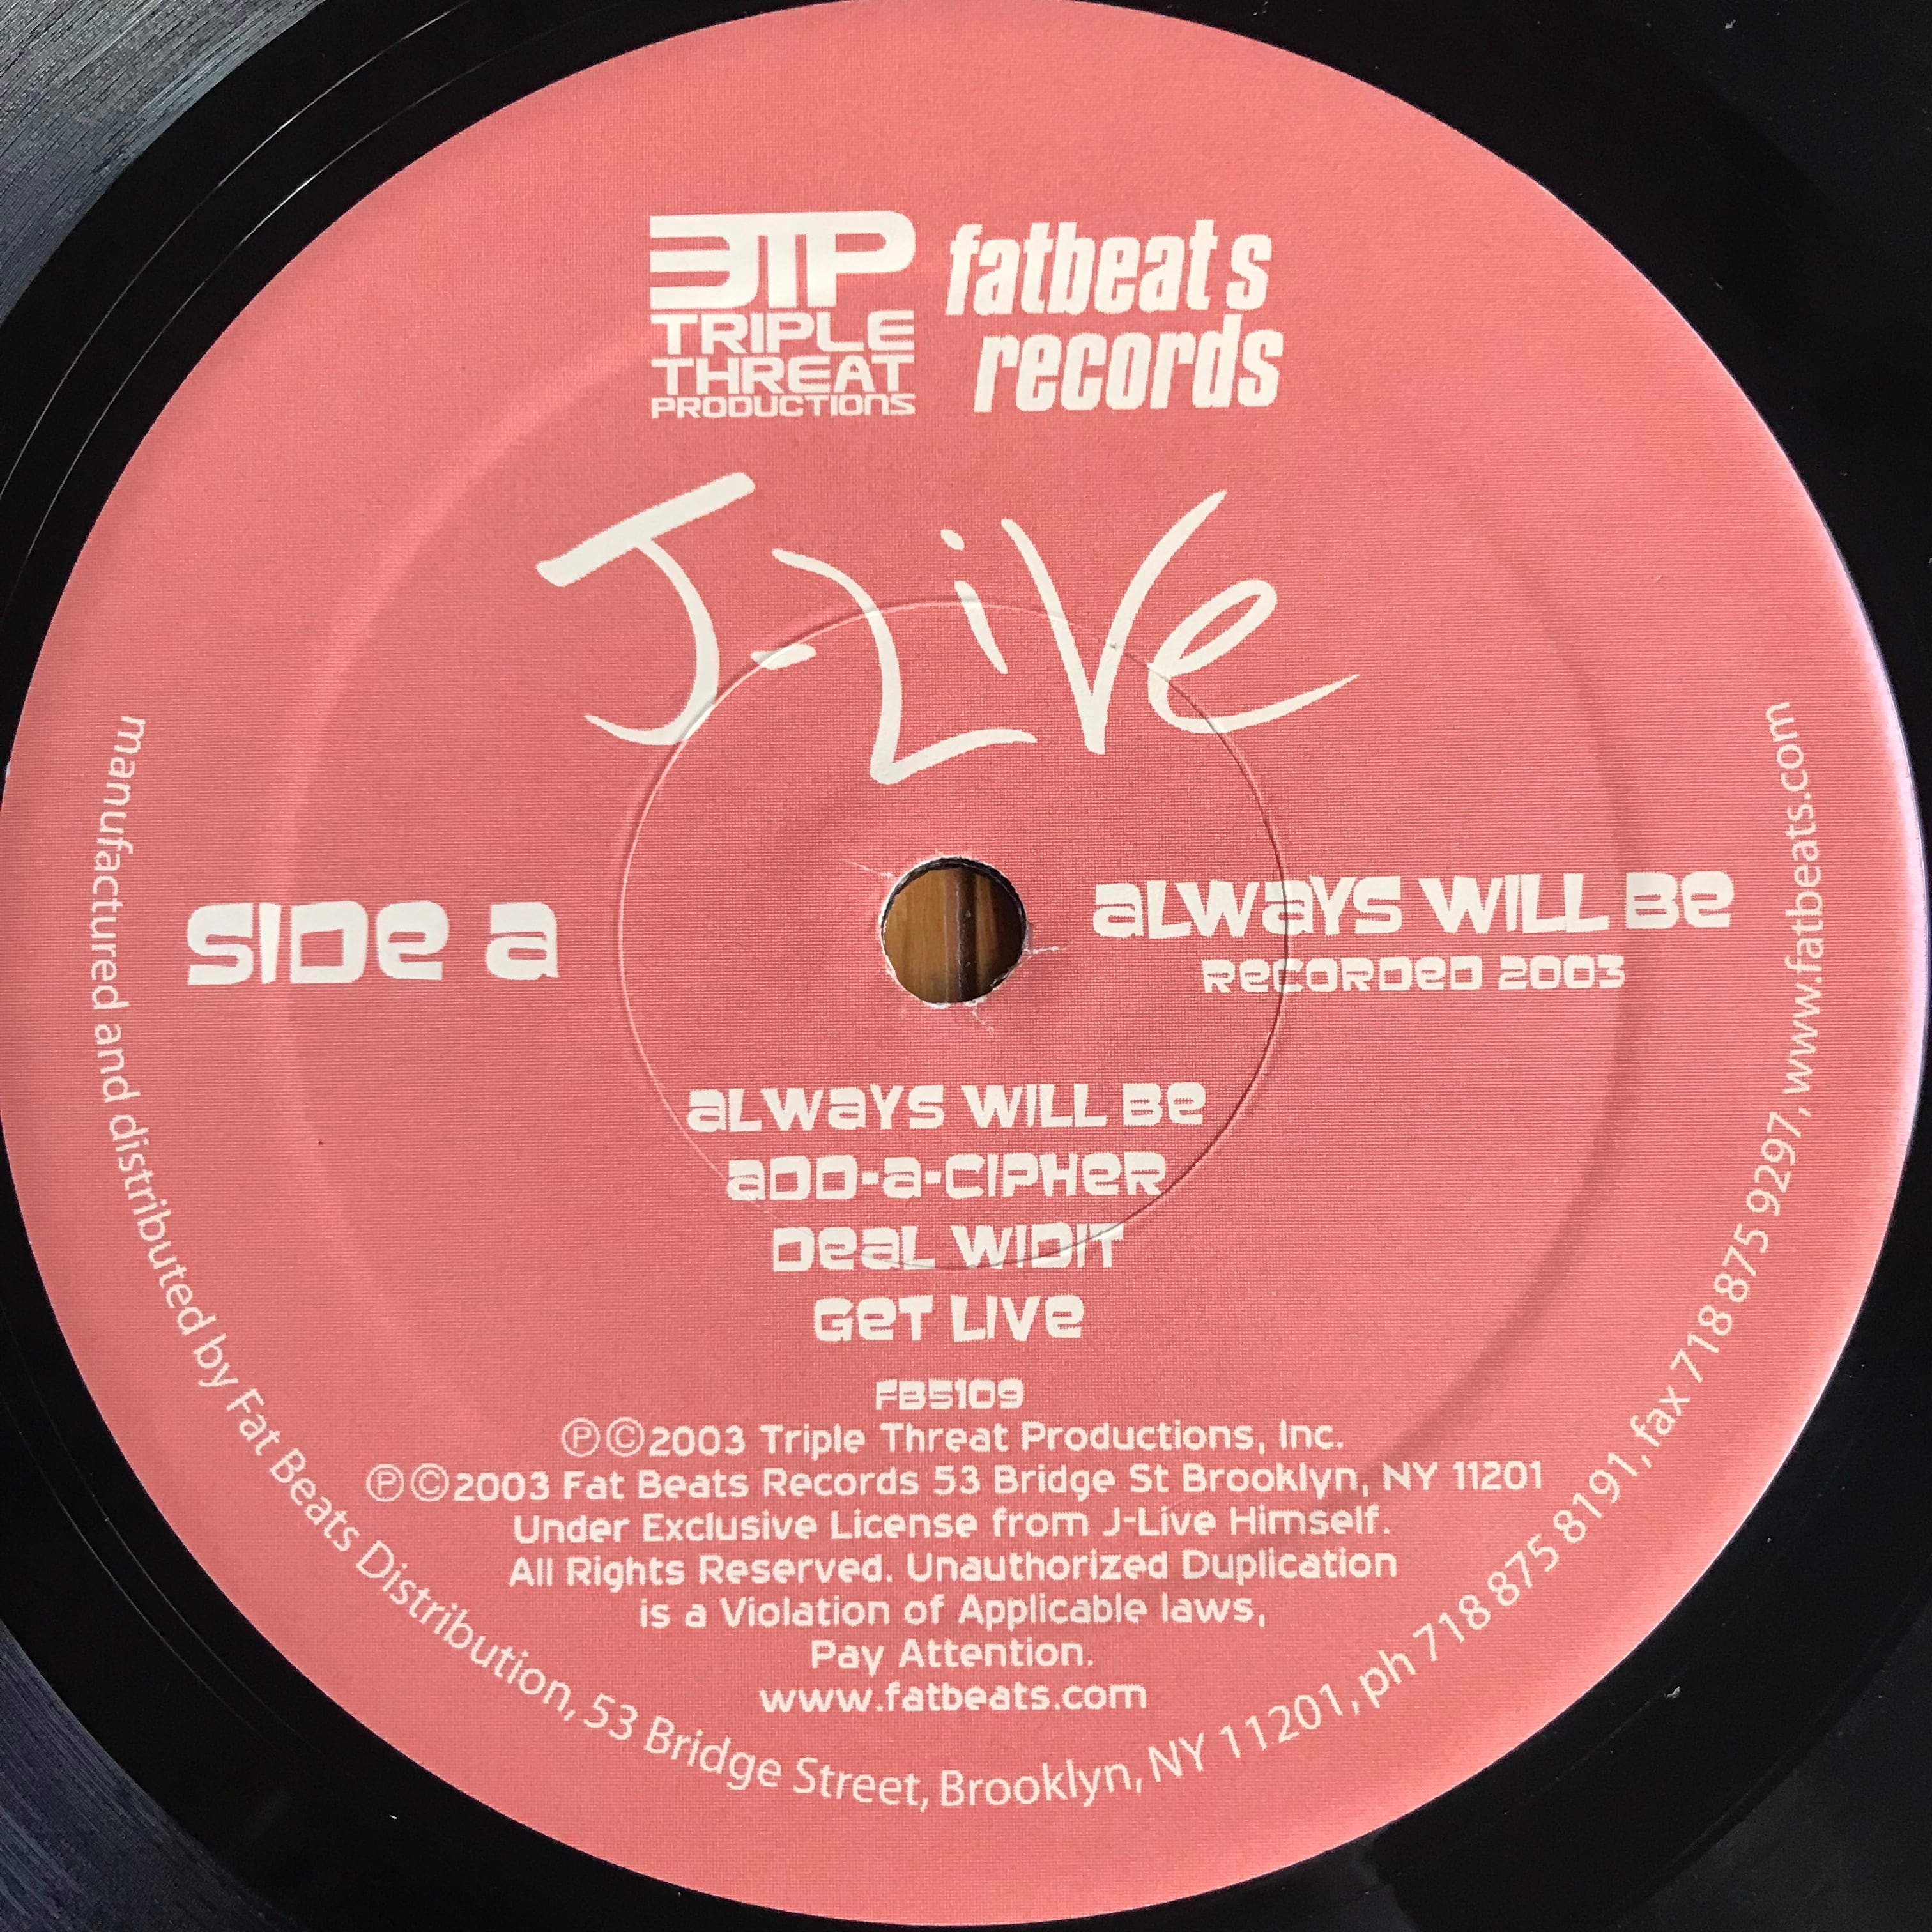 3TP
TRIPLE
THREAT
PRODUCTIONS
fatbeats
records
J-Live
SIDe a
aLWaYS WILL Be
RecORDeD 2003
aLWaYS WILL Be
aDD-a-CIPHeR
DeaL WIDIT
GeT LIVe
FB5109
Ⓟ©2003 Triple Threat Productions, Inc.
Ⓟ©2003 Fat Beats Records 53 Bridge St Brooklyn, NY 11201
Under Exclusive License from J-Live Himself.
All Rights Reserved. Unauthorized Duplication
is a Violation of Applicable laws,
Pay Attention.
www.fatbeats.com
manufactured and distributed by Fat Beats Distribution, 53 Bridge Street, Brooklyn, NY 11201, ph 718 875 8191, fax 718 875 9297, www.fatbeats.com